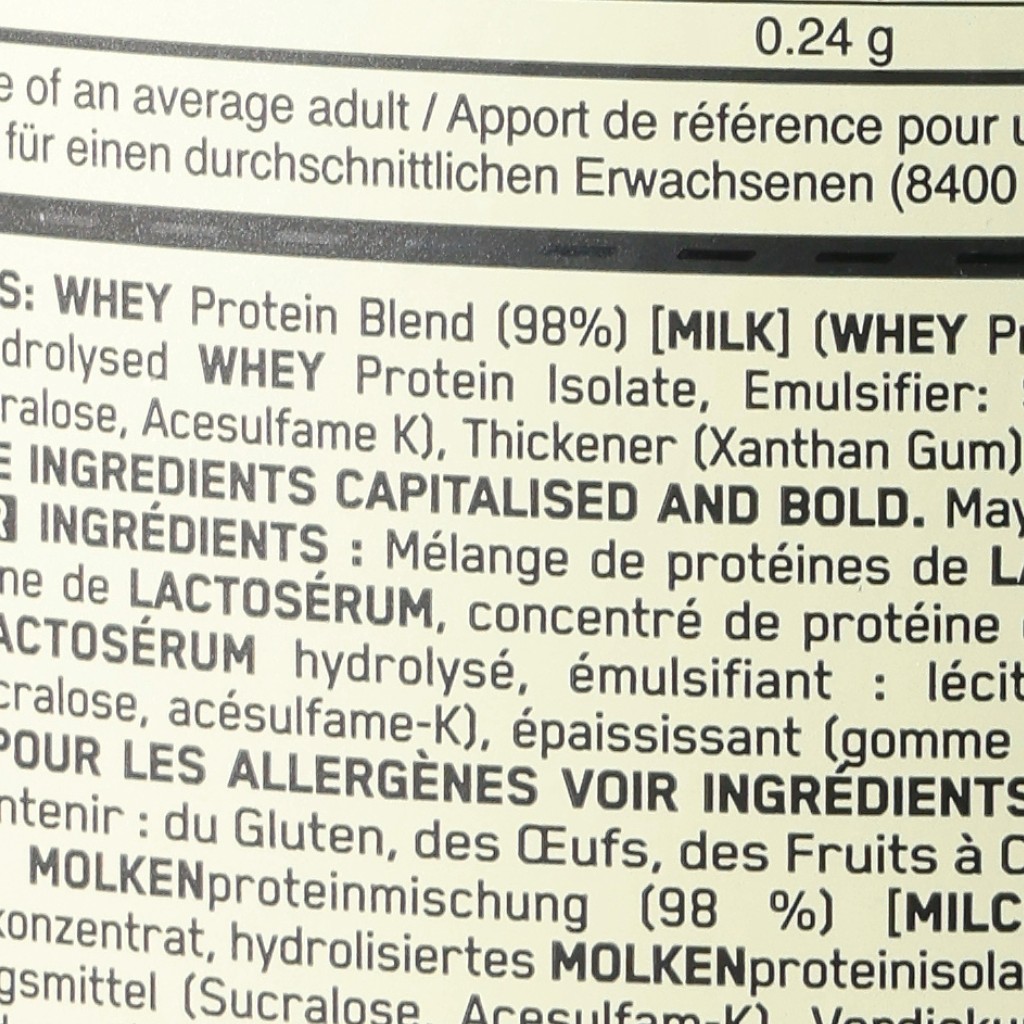 0.24 g
of an average adult / Apport de référence pour
für einen durchschnittlichen Erwachsenen (8400
S: WHEY Protein Blend (98%) [MILK] (WHEY Pr
drolysed WHEY Protein Isolate, Emulsifier:
ralose, Acesulfame K), Thickener (Xanthan Gum)
E INGREDIENTS CAPITALISED AND BOLD. May
INGRÉDIENTS : Mélange de protéines de LA
ne de LACTOSÉRUM, concentré de protéine
ACTOSÉRUM hydrolysé, émulsifiant : lécit
cralose, acésulfame-K), épaississant (gomme
POUR LES ALLERGÈNES VOIR INGRÉDIENTS
ntenir : du Gluten, des Œufs, des Fruits à C
MOLKENproteinmischung (98 %) [MILC
konzentrat, hydrolisiertes MOLKENproteinisola
gsmittel (Sucralose, Acesulfam-K), Verdicku